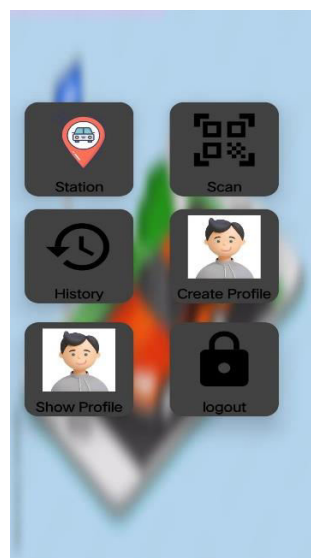 Station
Scan
History
Create Profile
Show Profile
logout